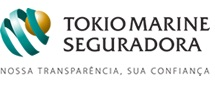 TOKIO MARINE
SEGURADORA
NOSSA TRANSPARÊNCIA, SUA CONFIANÇA